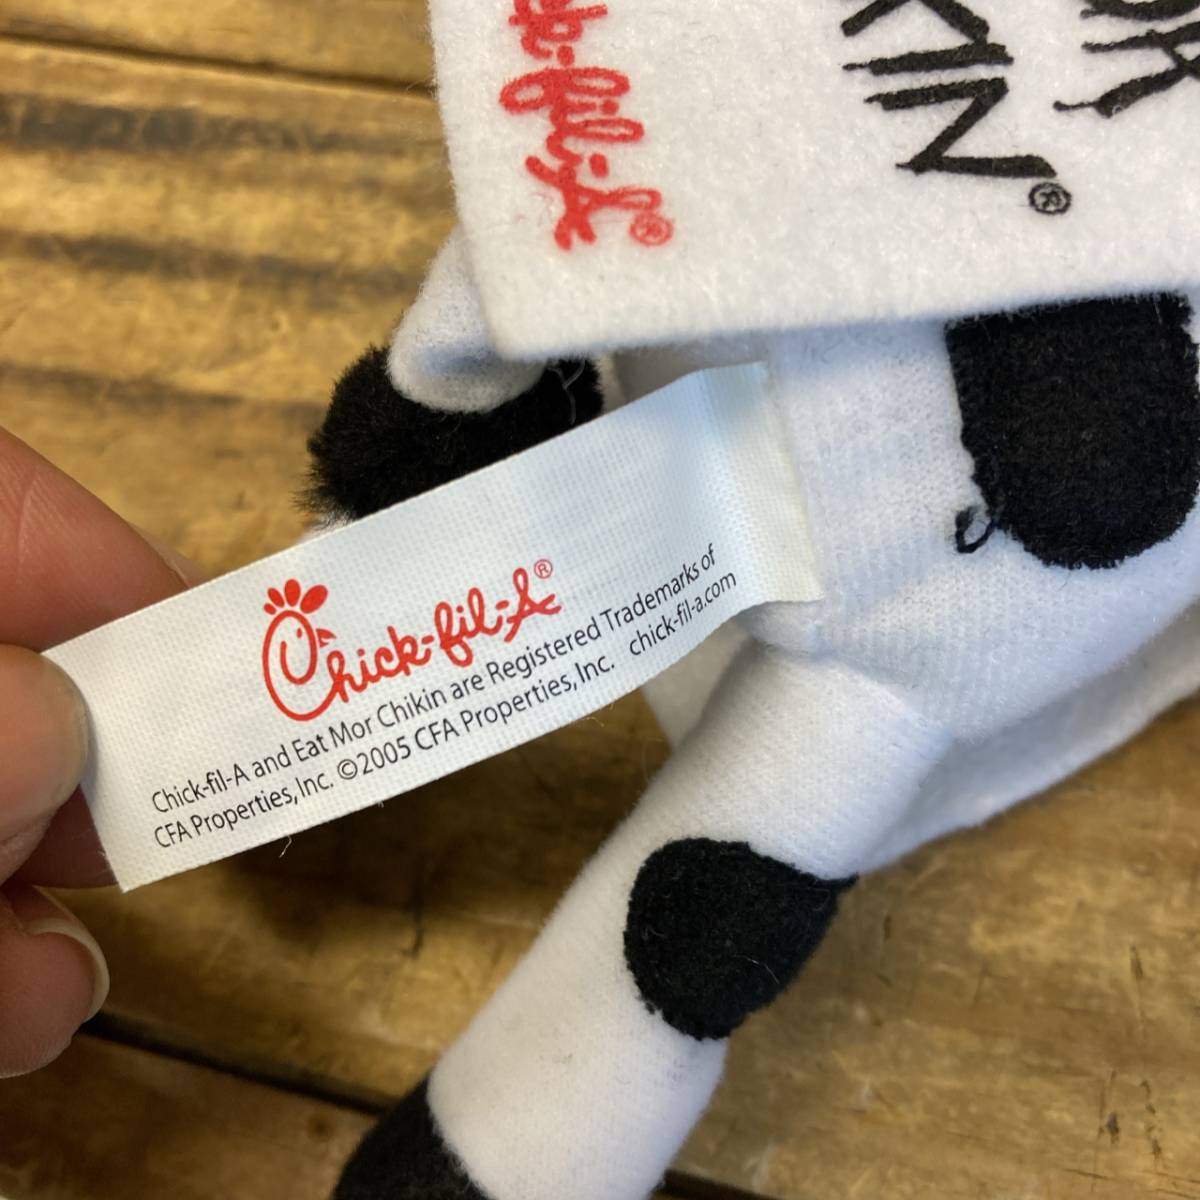 Chick-fil-A®
Chick-fil-A and Eat Mor Chikin are Registered Trademarks of
CFA Properties, Inc. ©2005 CFA Properties, Inc. chick-fil-a.com
KIN®
fil-A®